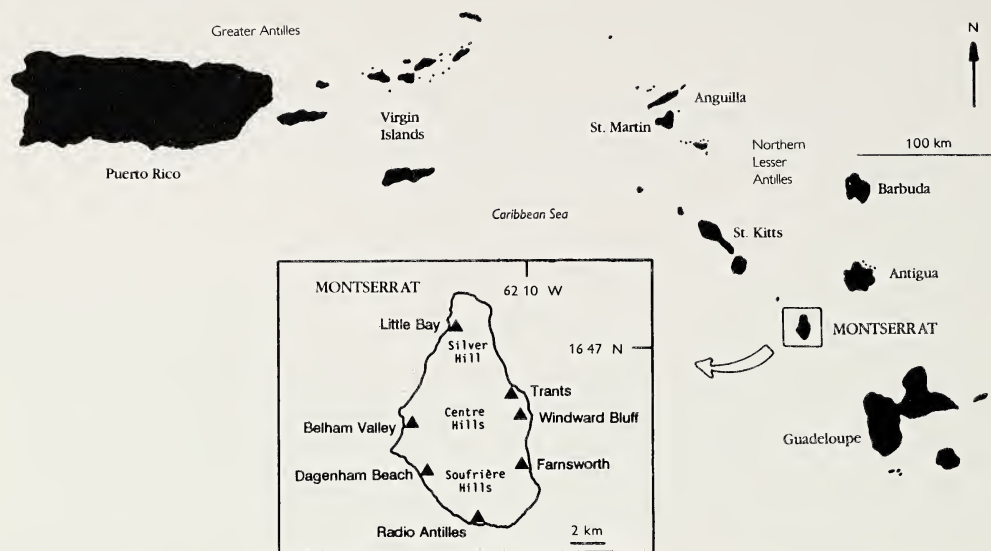 Greater Antilles
N
Anguilla
Virgin
Islands
St. Martin
Northern
Lesser
Antilles
100 km
Puerto Rico
Barbuda
Caribbean Sea
St. Kitts
Antigua
MONTSERRAT
62 10 W
Little Bay
Silver
Hill
16 47 N
MONTSERRAT
Trants
Centre
Hills
Windward Bluff
Belham Valley
Guadeloupe
Farnsworth
Dagenham Beach
Soufrière
Hills
Radio Antilles
2 km